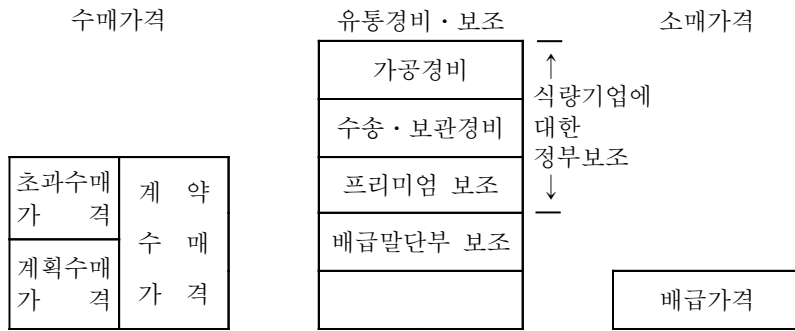 수매가격
유통경비·보조
소매가격
가공경비
수송·보관경비
프리미엄 보조
배급말단부 보조
↑
식량기업에
대한
정부보조
↓
초과수매
가 격
계획수매
가 격
계 약
수 매
가 격
배급가격